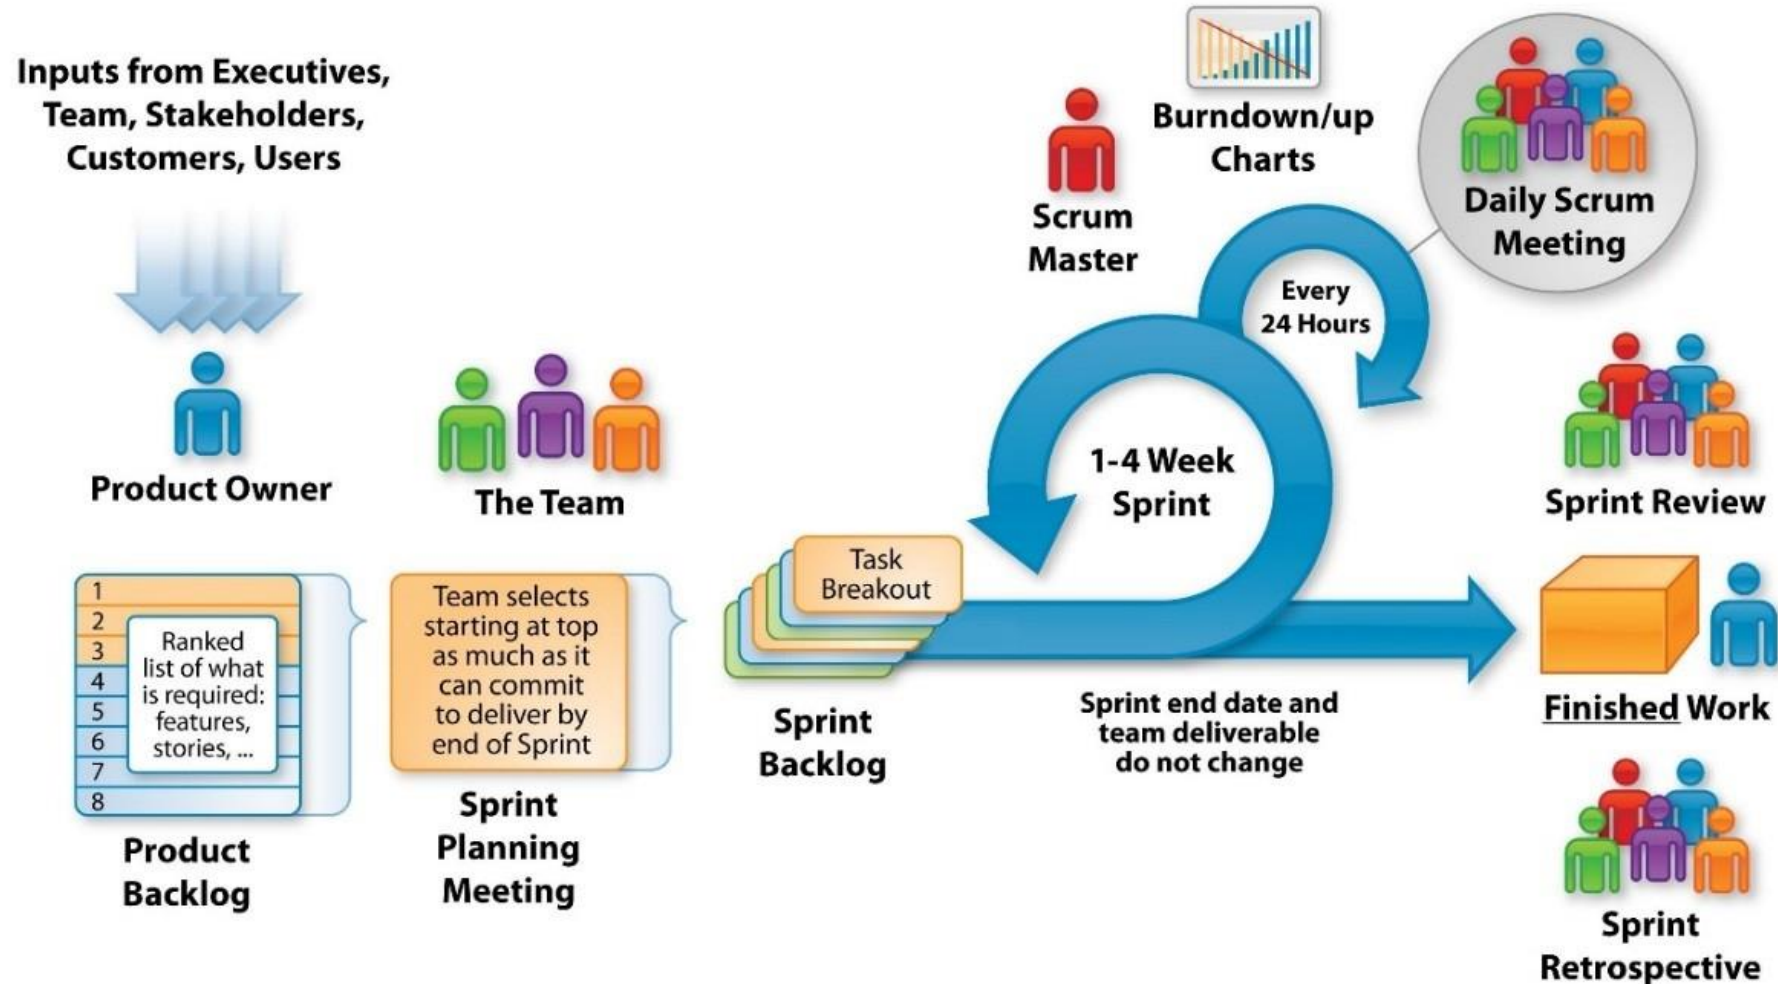 Inputs from Executives,
Team, Stakeholders,
Customers, Users
Product Owner
The Team
1
2
3
4
5
6
7
8
Ranked
list of what
is required:
features,
stories, ...
Product
Backlog
Team selects
starting at top
as much as it
can commit
to deliver by
end of Sprint
Sprint
Planning
Meeting
Task
Breakout
Sprint
Backlog
Scrum
Master
Burndown/up
Charts
Daily Scrum
Meeting
Every
24 Hours
1-4 Week
Sprint
Sprint end date and
team deliverable
do not change
Sprint Review
Finished Work
Sprint
Retrospective